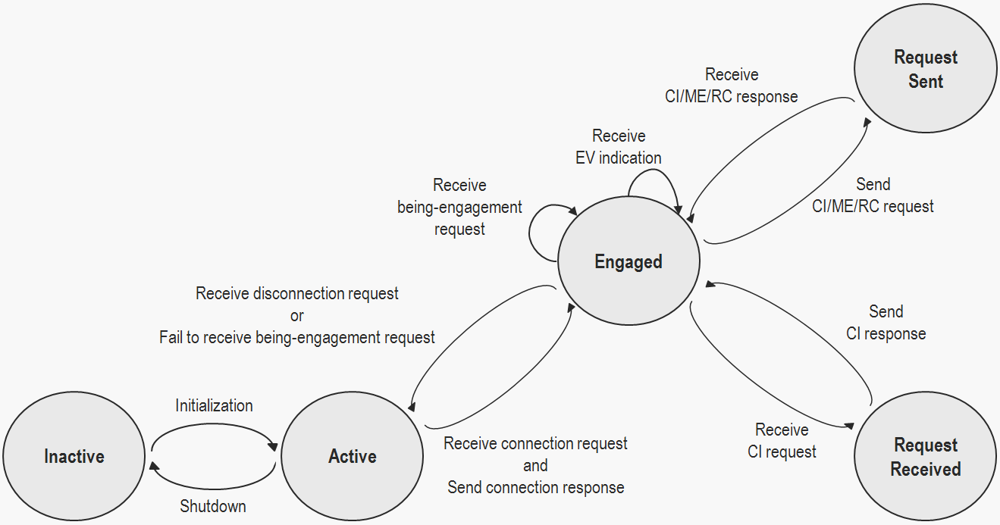 Request
Sent
Receive
CI/ME/RC response
Receive
EV indication
Send
CI/ME/RC request
Receive
being-engagement
request
Engaged
Receive disconnection request
or
Fail to receive being-engagement request
Send
CI response
Initialization
Inactive
Active
Receive connection request
and
Send connection response
Receive
CI request
Request
Received
Shutdown